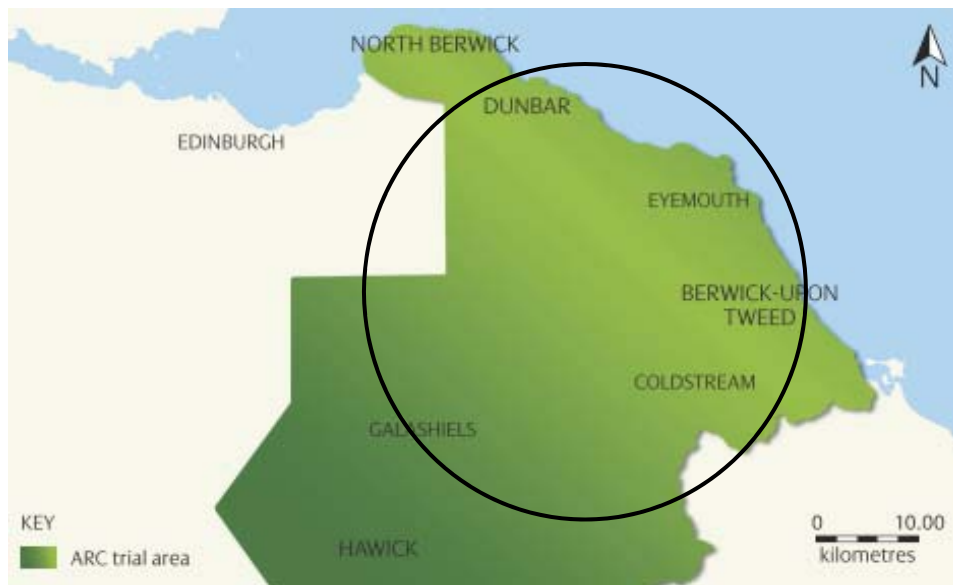 NORTH BERWICK
N
DUNBAR
EDINBURGH
EYEMOUTH
BERWICK-UPON
TWEED
COLDSTREAM
GALASHIELS
KEY
ARC trial area
HAWICK
0 10.00
kilometres